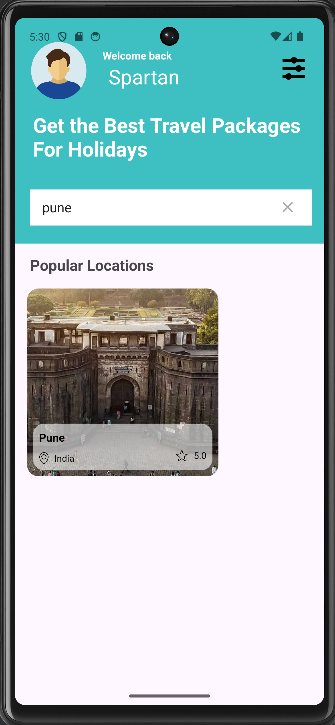 5:30
Welcome back
Spartan
Get the Best Travel Packages
For Holidays
pune
Popular Locations
Pune
India
5.0